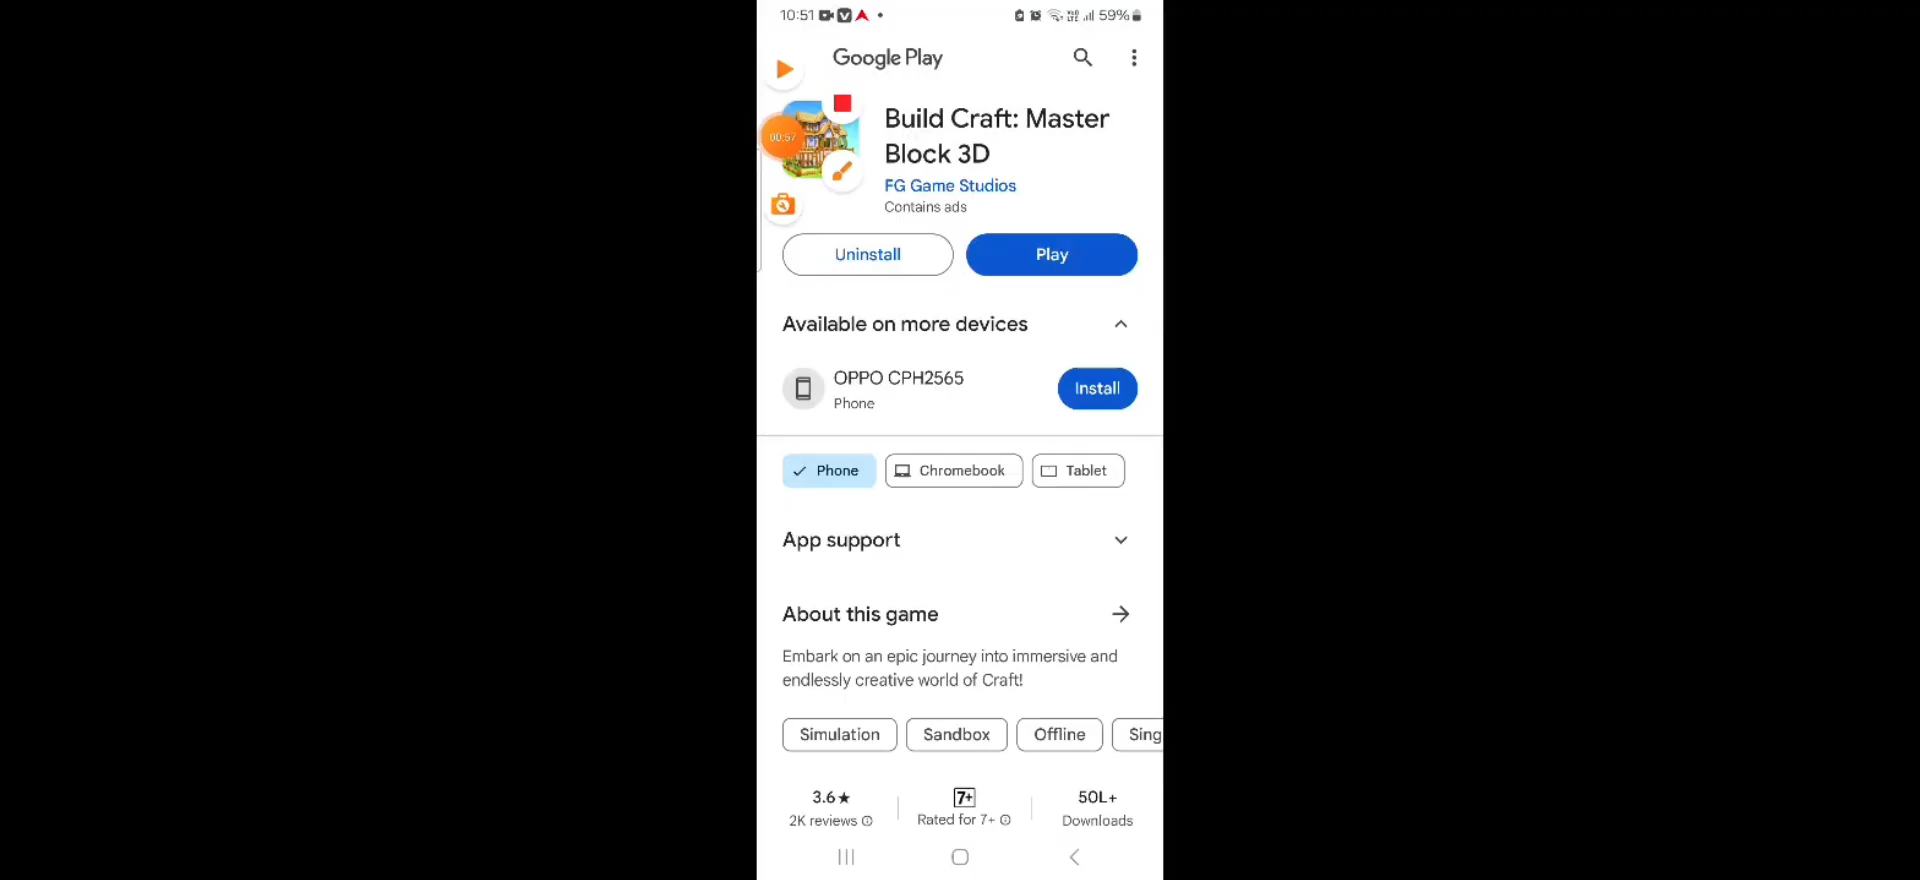 10:51
59%
Google Play
Build Craft: Master
Block 3D
00:57
FG Game Studios
Contains ads
Uninstall
Play
Available on more devices
OPPO CPH2565
Phone
Install
Phone
Chromebook
Tablet
App support
About this game
Embark on an epic journey into immersive and
endlessly creative world of Craft!
Simulation
Sandbox
Offline
Sing
3.6★
7+
50L+
2K reviews
Rated for 7+
Downloads